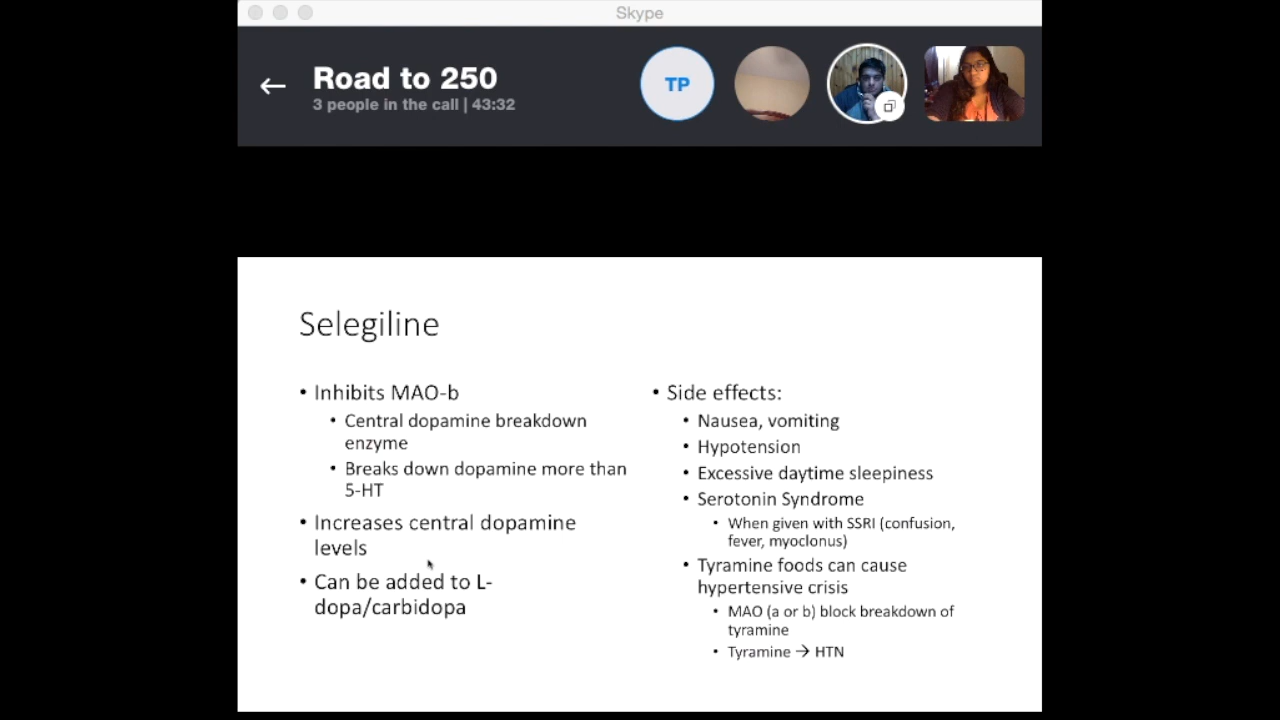 Skype
Road to 250
3 people in the call | 43:32
TP
Selegiline
• Inhibits MAO-b
• Central dopamine breakdown
enzyme
• Breaks down dopamine more than
5-HT
• Increases central dopamine
levels
• Can be added to L-
dopa/carbidopa
• Side effects:
• Nausea, vomiting
• Hypotension
• Excessive daytime sleepiness
• Serotonin Syndrome
• When given with SSRI (confusion,
fever, myoclonus)
• Tyramine foods can cause
hypertensive crisis
• MAO (a or b) block breakdown of
tyramine
• Tyramine → HTN